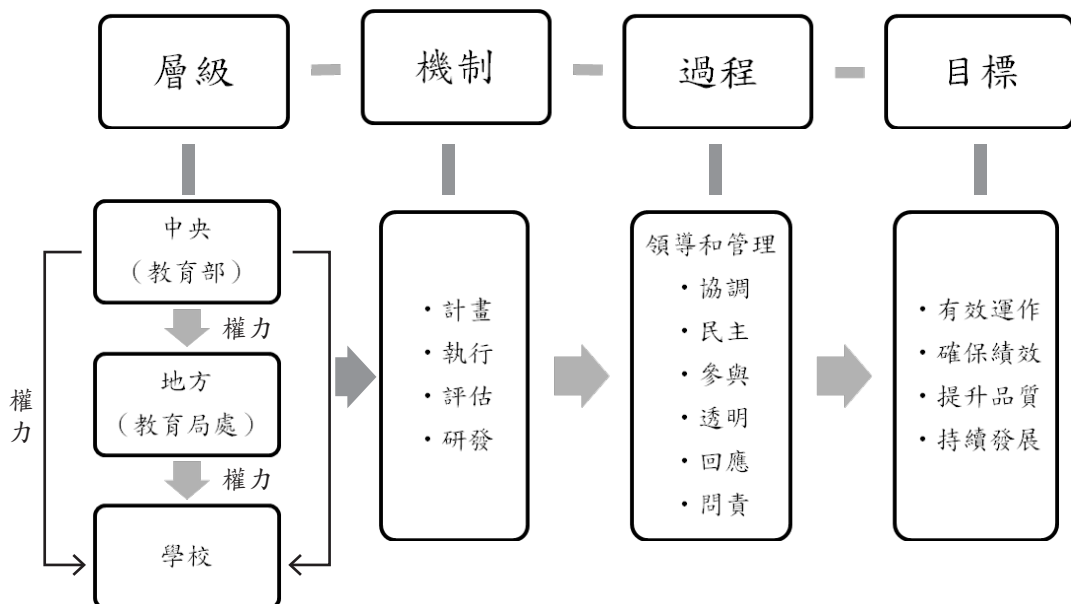 層級
機制
過程
目標
中央
（教育部）
權力
地方
（教育局處）
權力
學校
權力
・計畫
・執行
・評估
・研發
領導和管理
・協調
・民主
・參與
・透明
・回應
・問責
・有效運作
・確保績效
・提升品質
・持續發展